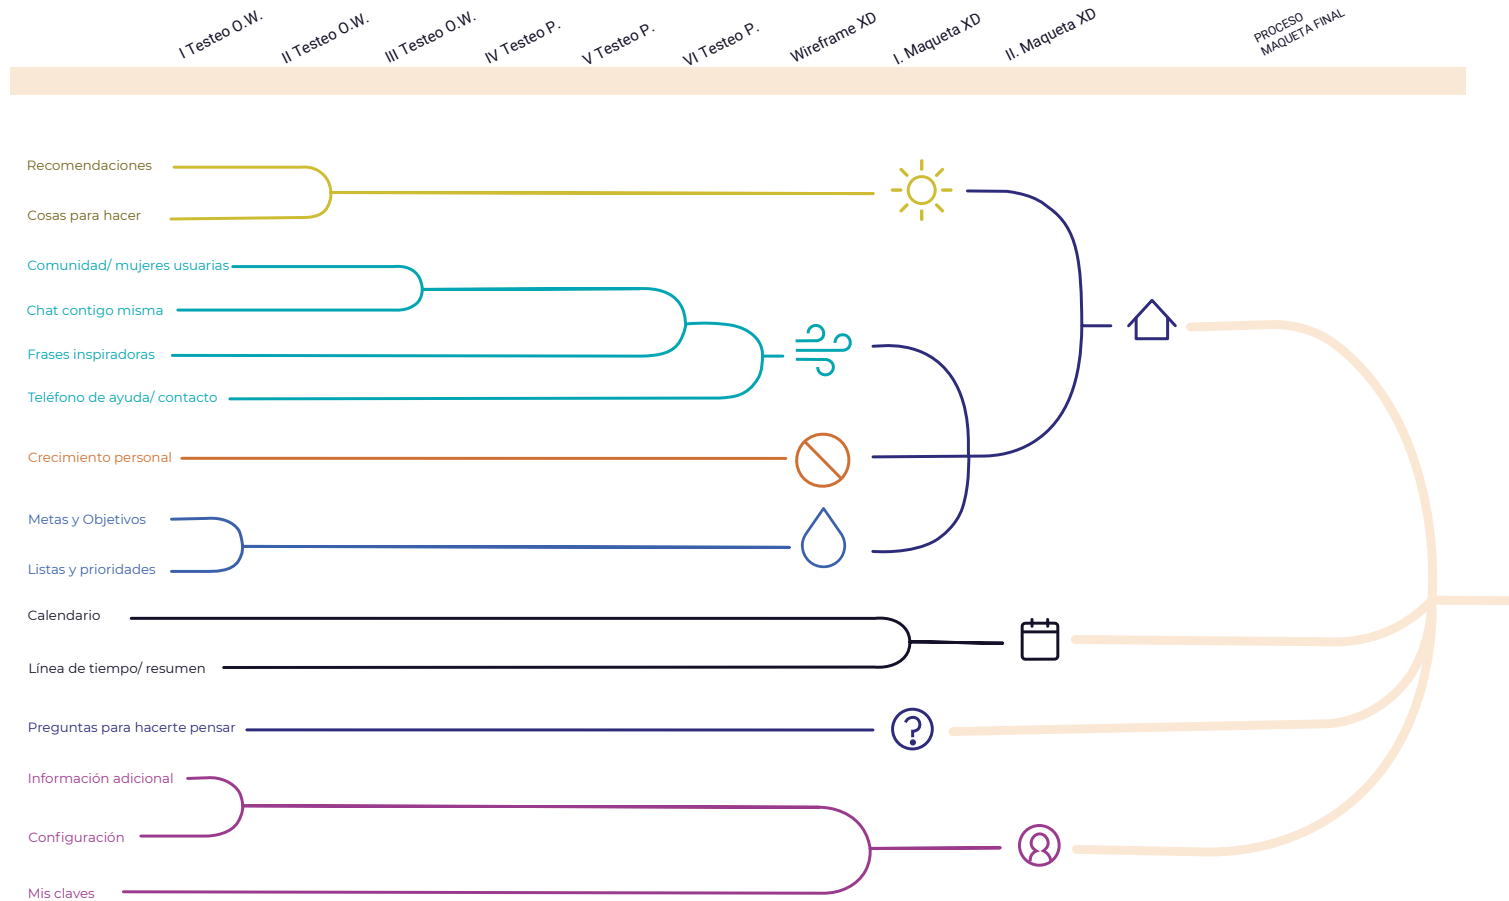 I Testeo O.W.
II Testeo O.W.
III Testeo O.W.
IV Testeo P.
V Testeo P.
VI Testeo P.
Wireframe XD
I. Maqueta XD
II. Maqueta XD
PROCESO
MAQUETA FINAL
Recomendaciones
Cosas para hacer
Comunidad/ mujeres usuarias
Chat contigo misma
Frases inspiradoras
Teléfono de ayuda/ contacto
Crecimiento personal
Metas y Objetivos
Listas y prioridades
Calendario
Línea de tiempo/ resumen
Preguntas para hacerte pensar
?
Información adicional
Configuración
Mis claves